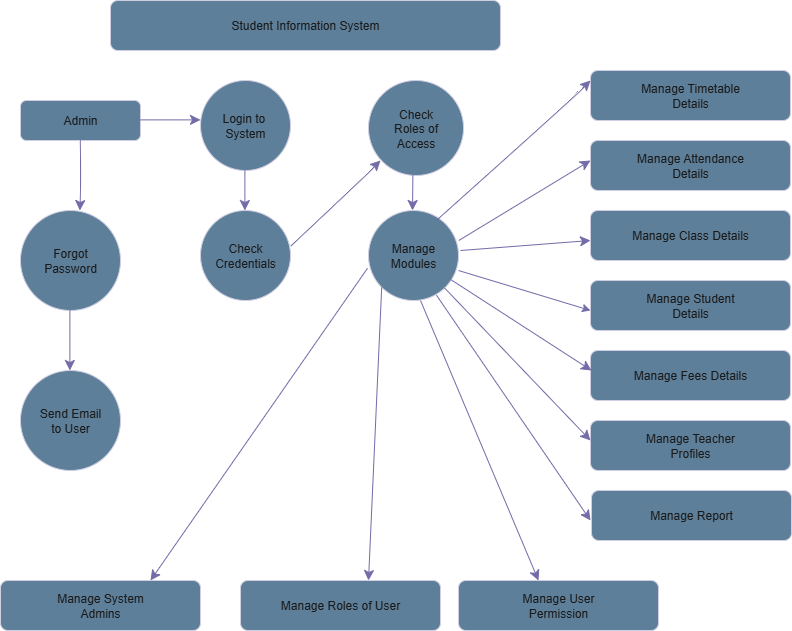 Student Information System
Admin
Login to
System
Check
Roles of
Access
Forgot
Password
Check
Credentials
Manage
Modules
Send Email
to User
Manage Timetable
Details
Manage Attendance
Details
Manage Class Details
Manage Student
Details
Manage Fees Details
Manage Teacher
Profiles
Manage Report
Manage System
Admins
Manage Roles of User
Manage User
Permission